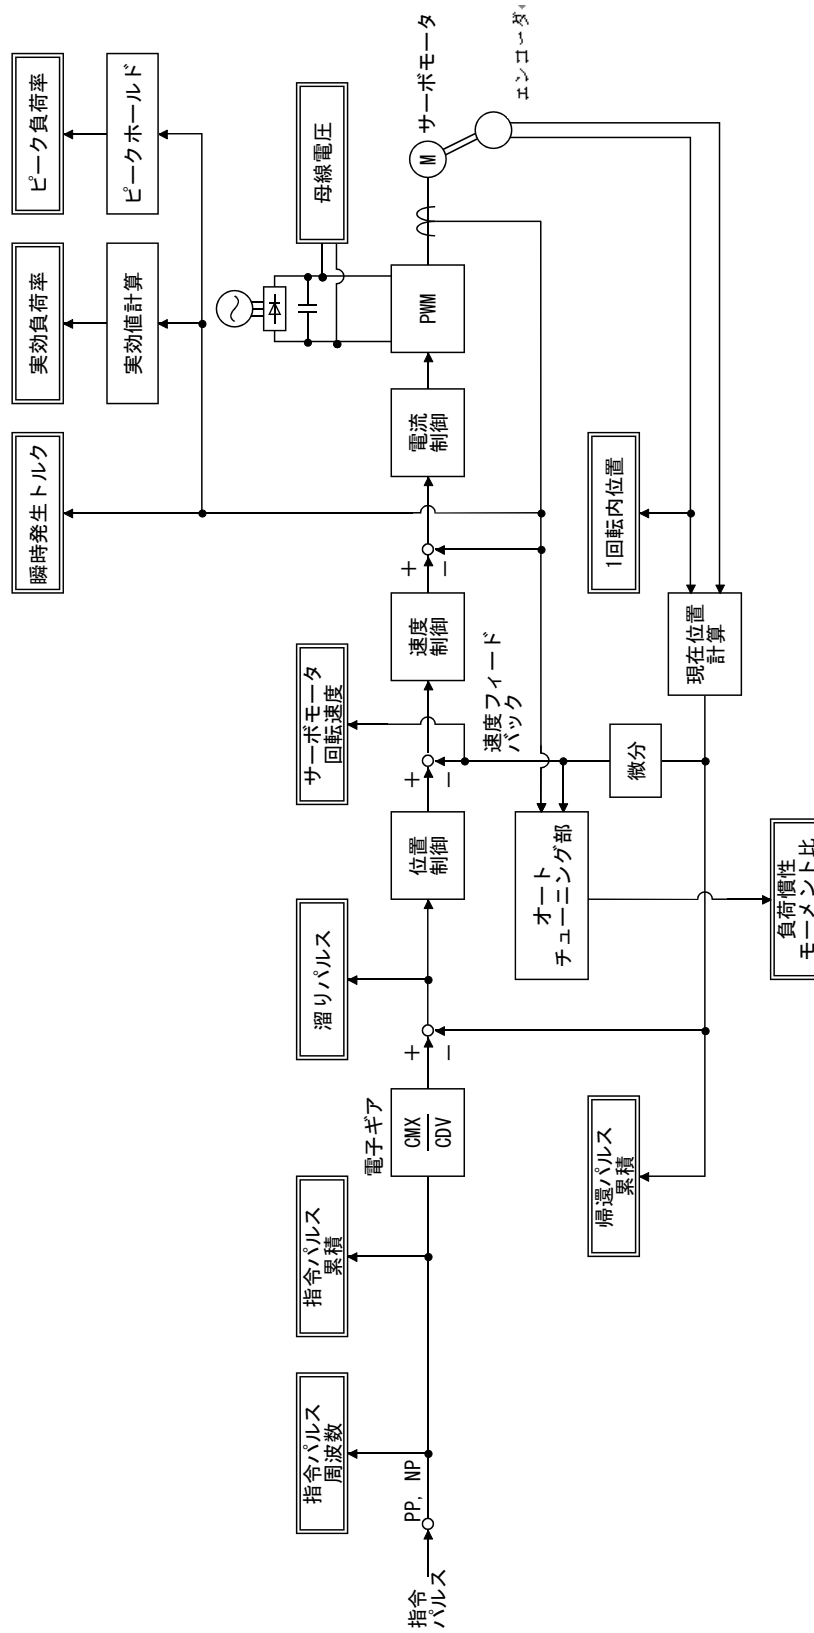 ピーク負荷率
ピークホールド
実効負荷率
実効値計算
瞬時発生トルク
母線電圧
サーボモータ
エンコーダ
M
PWM
電流
制御
+
-
速度
制御
サーボモータ
回転速度
速度フィード
バック
+
-
位置
制御
溜りパルス
+
-
電子ギア
CMX
CDV
指令パルス
累積
指令パルス
周波数
PP, NP
指令
パルス
1回転内位置
現在位置
計算
微分
オート
チューニング部
負荷慣性
モーメント比
帰還パルス
累積